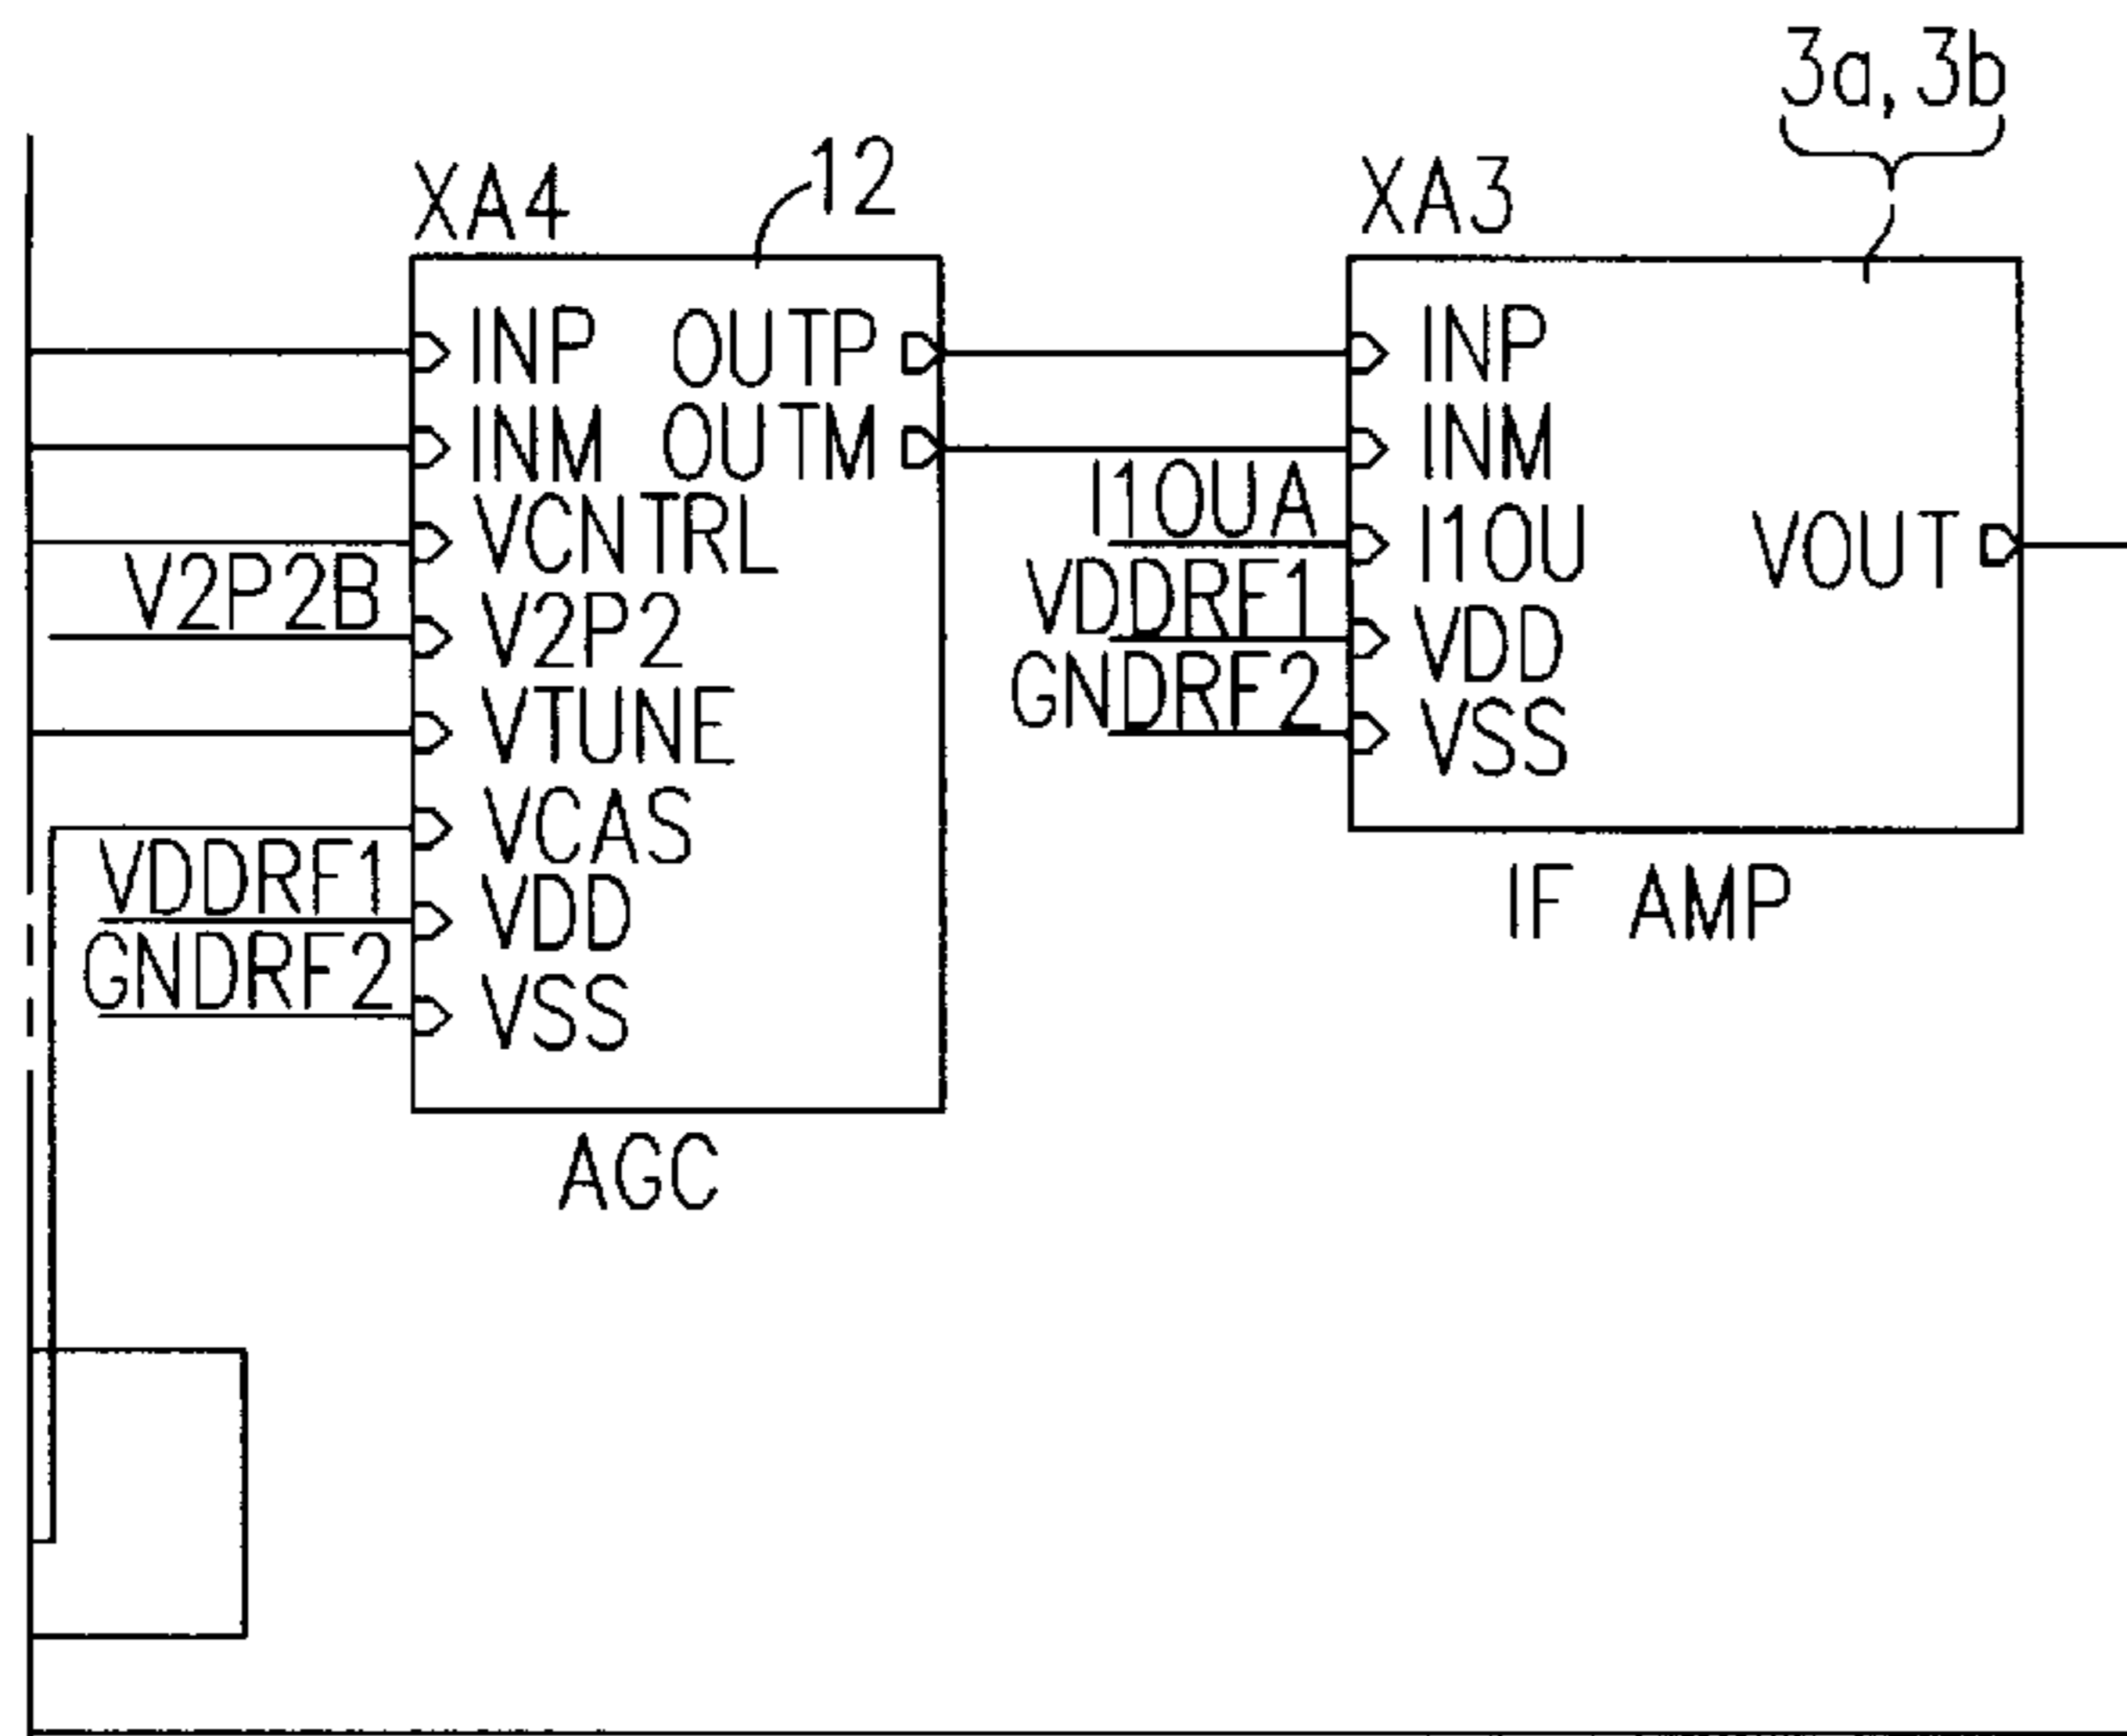 3a, 3b
XA4
12
XA3
INP OUTP
INM OUTM
VCNTRL
V2P2B
V2P2
VTUNE
VCAS
VDDRF1
VDD
GNDRF2
VSS
AGC
INP
INM
I10UA
I10U
VOUT
VDDRF1
VDD
GNDRF2
VSS
IF AMP